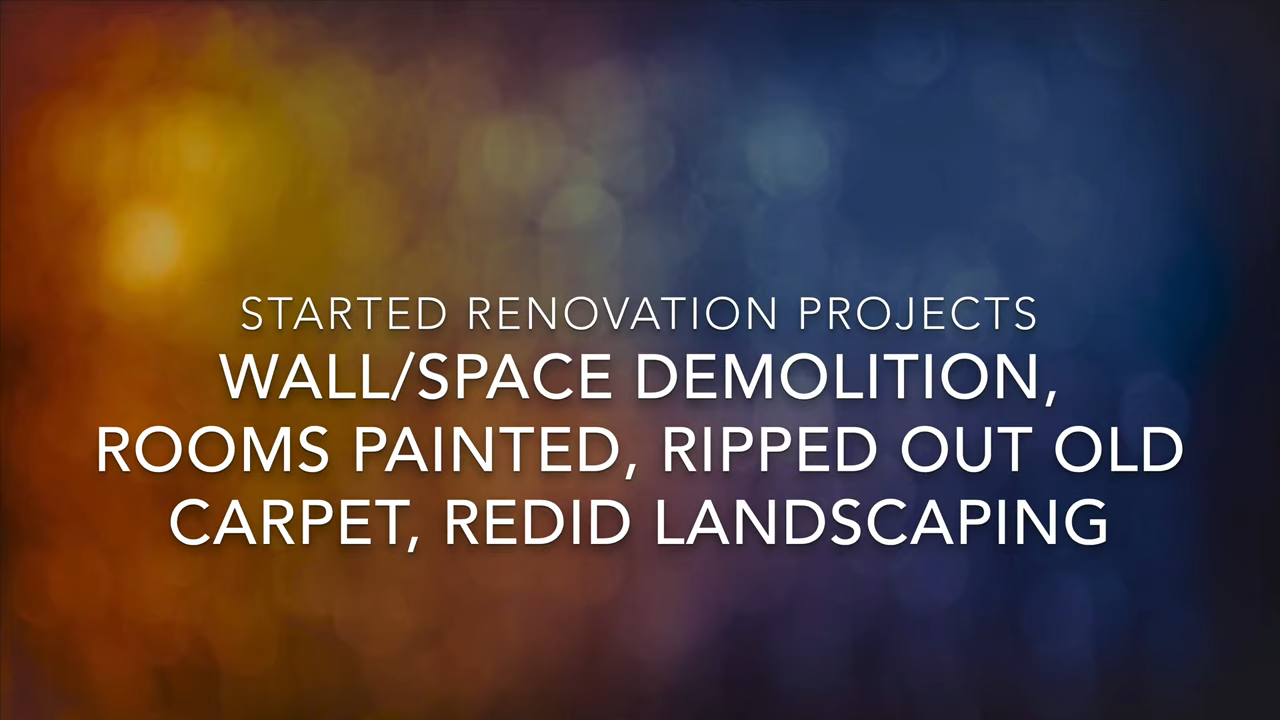 STARTED RENOVATION PROJECTS
WALL/SPACE DEMOLITION,
ROOMS PAINTED, RIPPED OUT OLD
CARPET, REDID LANDSCAPING